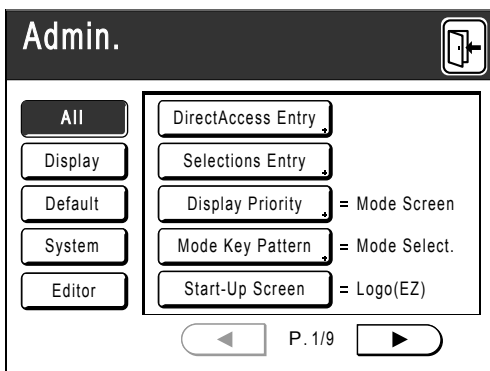 Admin.
All
DirectAccess Entry
Display
Selections Entry
Default
Display Priority = Mode Screen
System
Mode Key Pattern = Mode Select.
Editor
Start-Up Screen = Logo(EZ)
P. 1/9